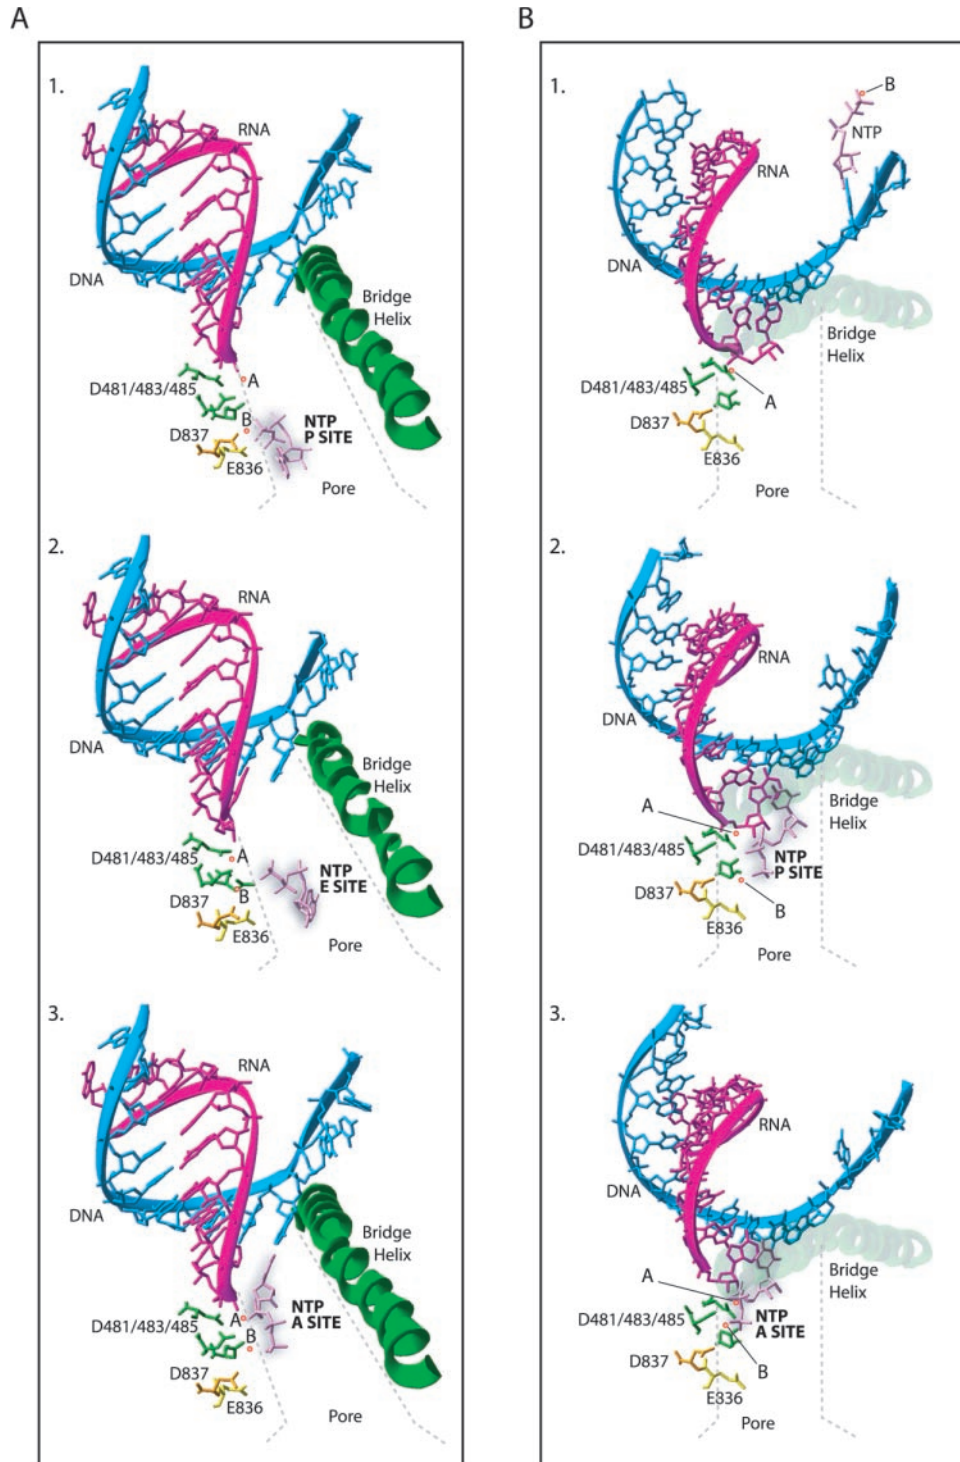 A
1.
RNA
DNA
Bridge
Helix
D481/483/485
A
B
NTP
P SITE
D837
E836
Pore
2.
RNA
DNA
Bridge
Helix
D481/483/485
A
B
NTP
E SITE
D837
E836
Pore
3.
RNA
DNA
Bridge
Helix
D481/483/485
A
B
NTP
A SITE
D837
E836
Pore
B
1.
B
NTP
RNA
DNA
Bridge
Helix
D481/483/485
A
D837
E836
Pore
2.
RNA
DNA
A
Bridge
Helix
D481/483/485
NTP
P SITE
D837
B
E836
Pore
3.
RNA
DNA
A
Bridge
Helix
D481/483/485
NTP
A SITE
D837
B
E836
Pore